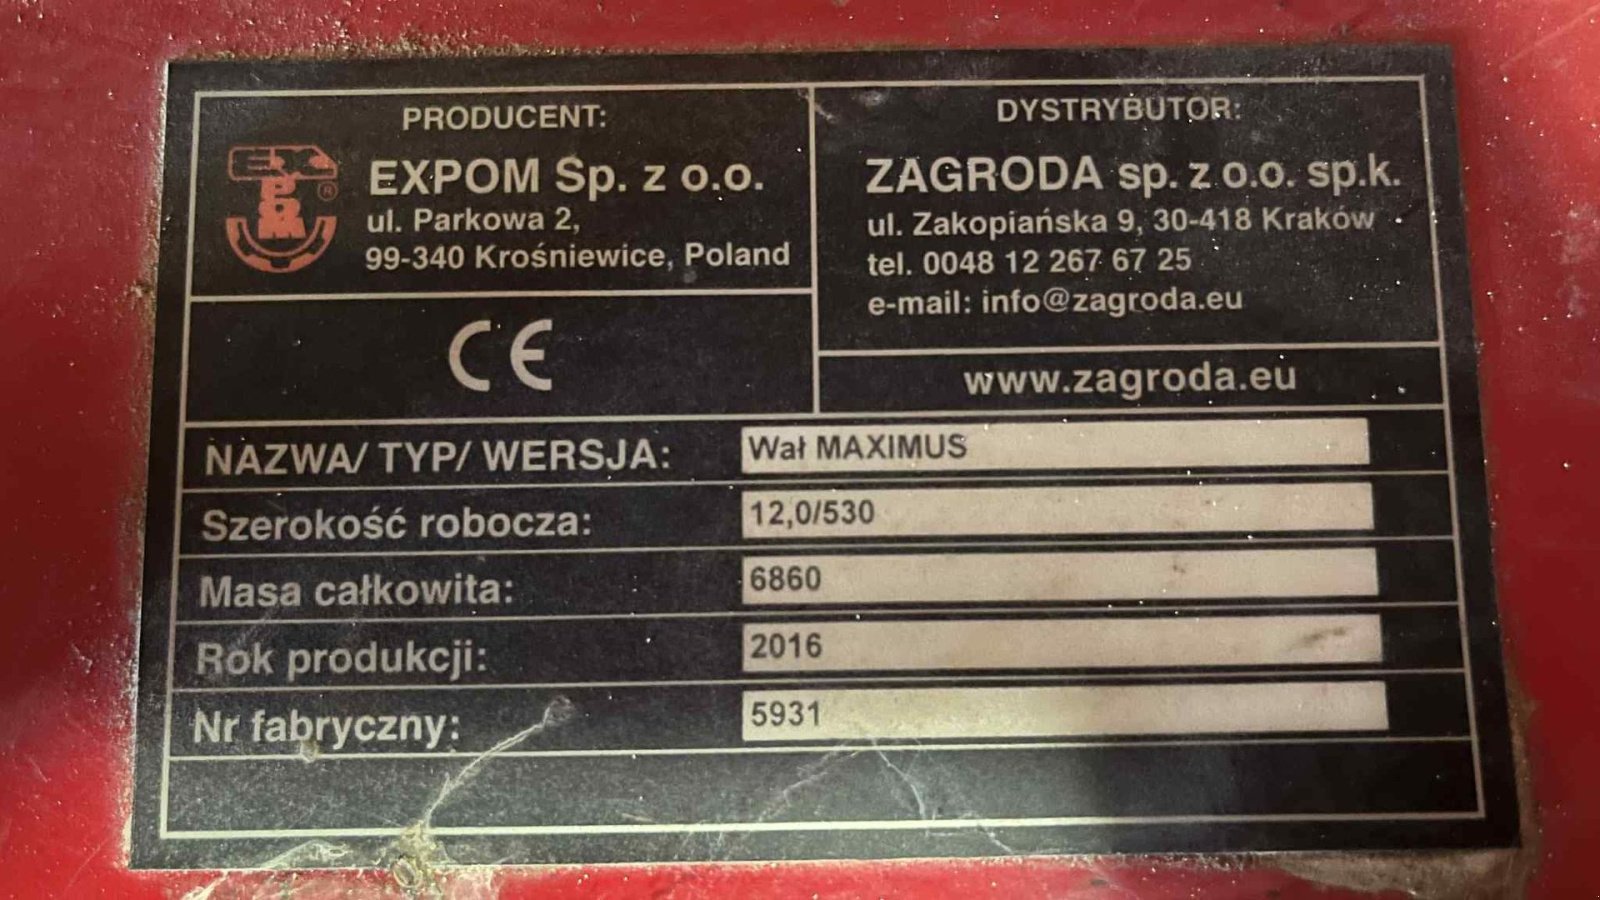 PRODUCENT:
EX
POM ®
EXPOM Sp. z o.o.
ul. Parkowa 2,
99-340 Krośniewice, Poland
CE
DYSTRYBUTOR:
ZAGRODA sp. z o.o. sp.k.
ul. Zakopiańska 9, 30-418 Kraków
tel. 0048 12 267 67 25
e-mail: info@zagroda.eu
www.zagroda.eu
NAZWA/ TYP/ WERSJA: Wał MAXIMUS
Szerokość robocza: 12,0/530
Masa całkowita: 6860
Rok produkcji: 2016
Nr fabryczny: 5931